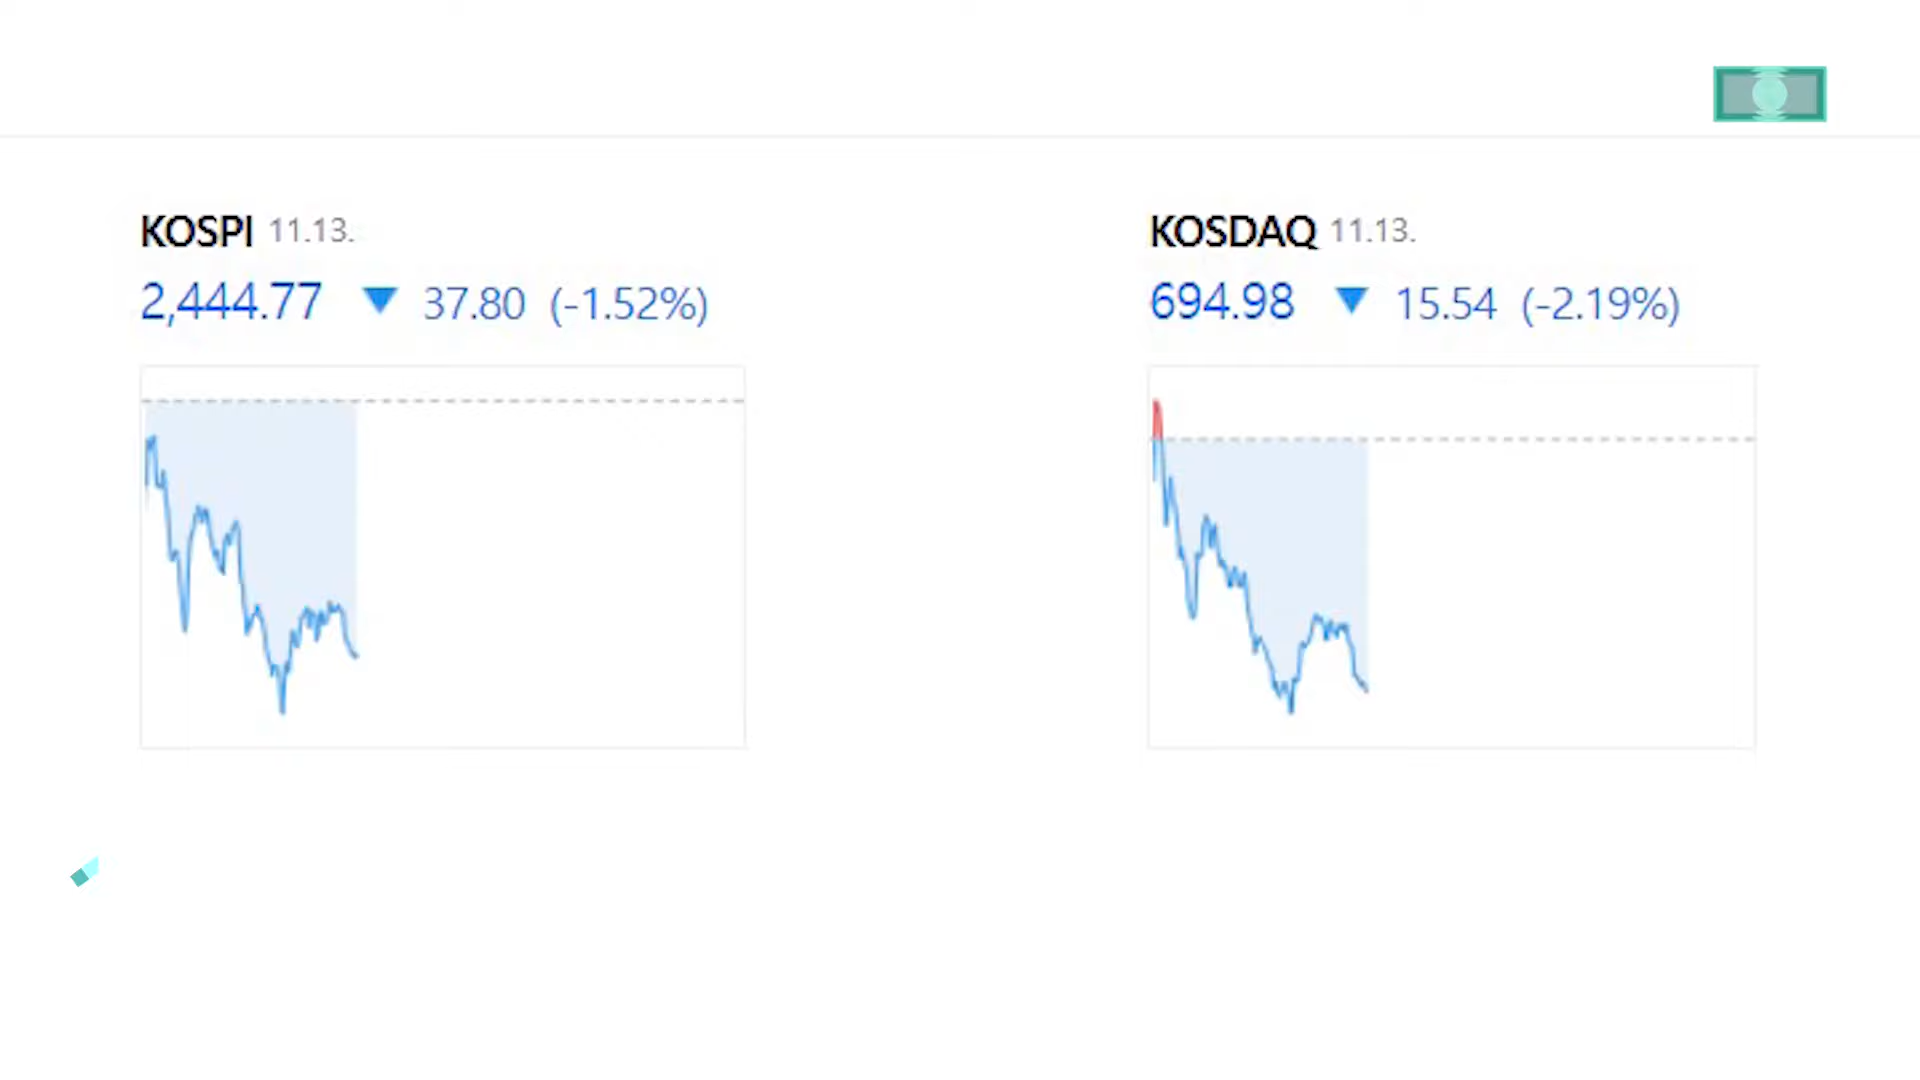 KOSPI 11.13.
2,444.77 ▼ 37.80 (-1.52%)
KOSDAQ 11.13.
694.98 ▼ 15.54 (-2.19%)